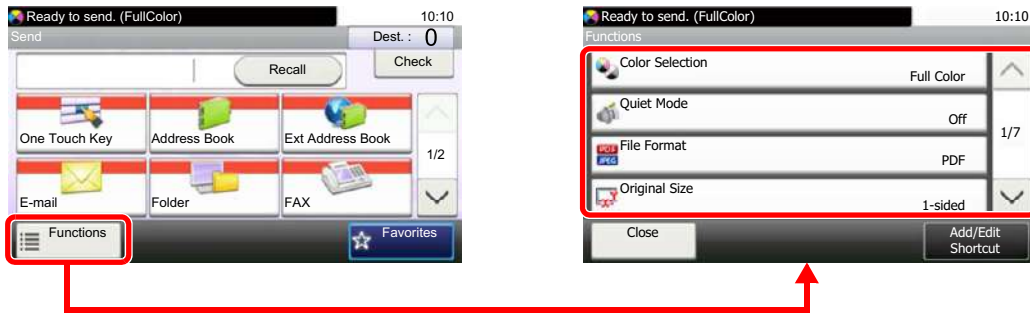 Ready to send. (FullColor) 10:10
Send Dest. : 0
Recall Check
One Touch Key Address Book Ext Address Book
1/2
E-mail Folder FAX
Functions Favorites
Ready to send. (FullColor) 10:10
Functions
Color Selection
Full Color
Quiet Mode
Off
1/7
File Format
PDF
JPEG
PDF
Original Size
1-sided
Close Add/Edit
Shortcut